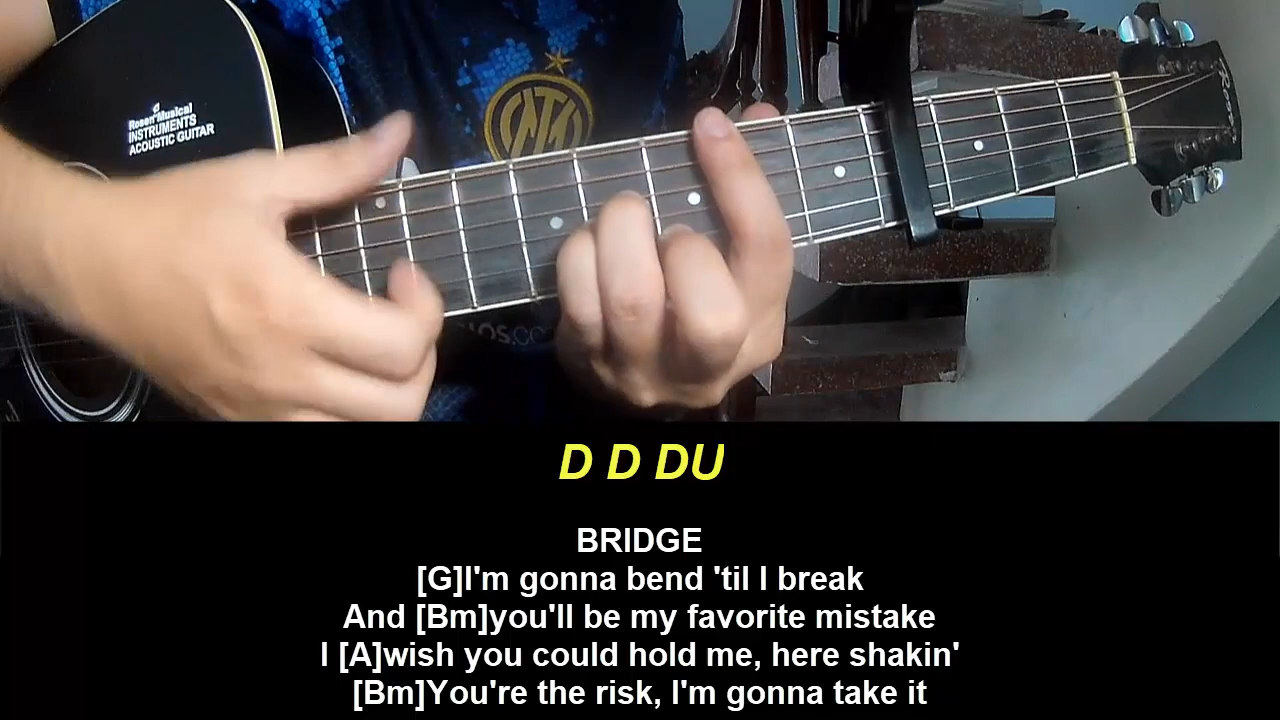 Rosen Musical
INSTRUMENTS
ACOUSTIC GUITAR
D D DU
BRIDGE
[G]I'm gonna bend 'til I break
And [Bm]you'll be my favorite mistake
I [A]wish you could hold me, here shakin'
[Bm]You're the risk, I'm gonna take it